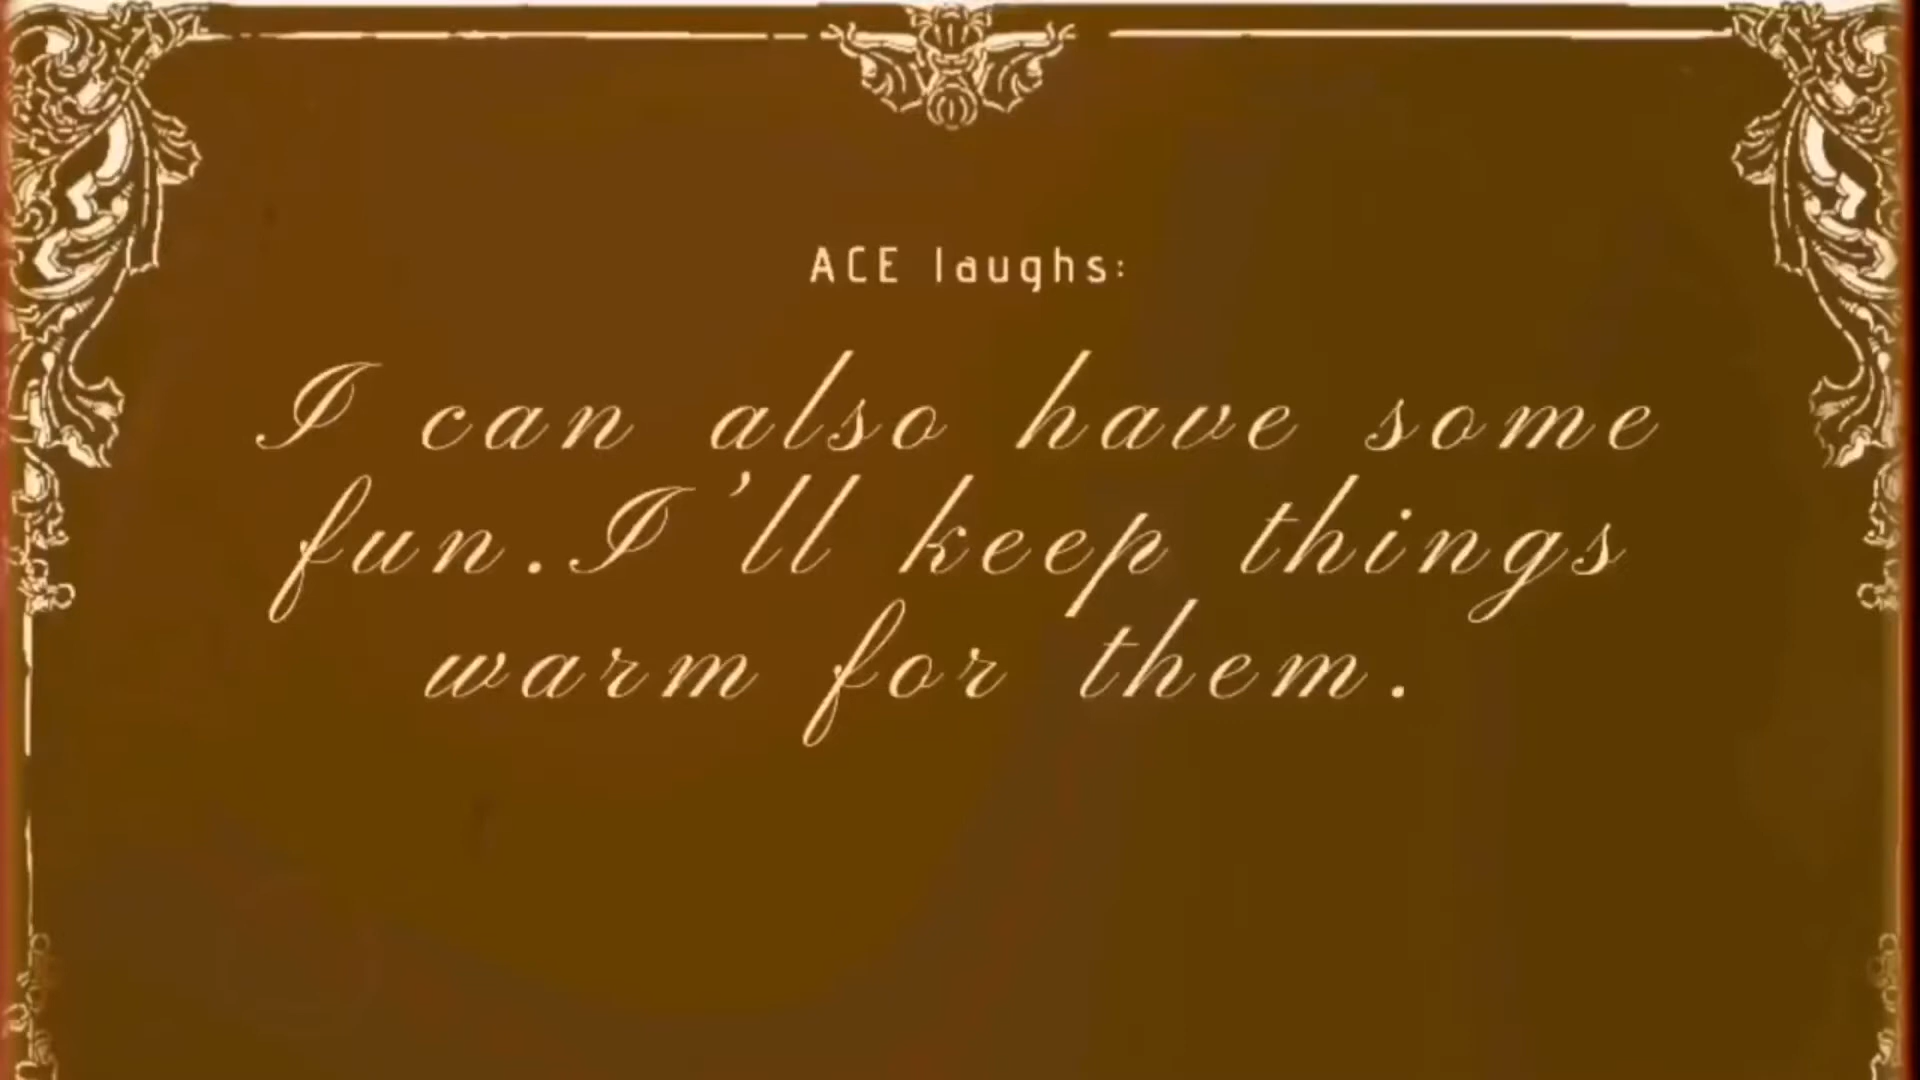 ACE laughs:
I can also have some
fun.I'll keep things
warm for them.